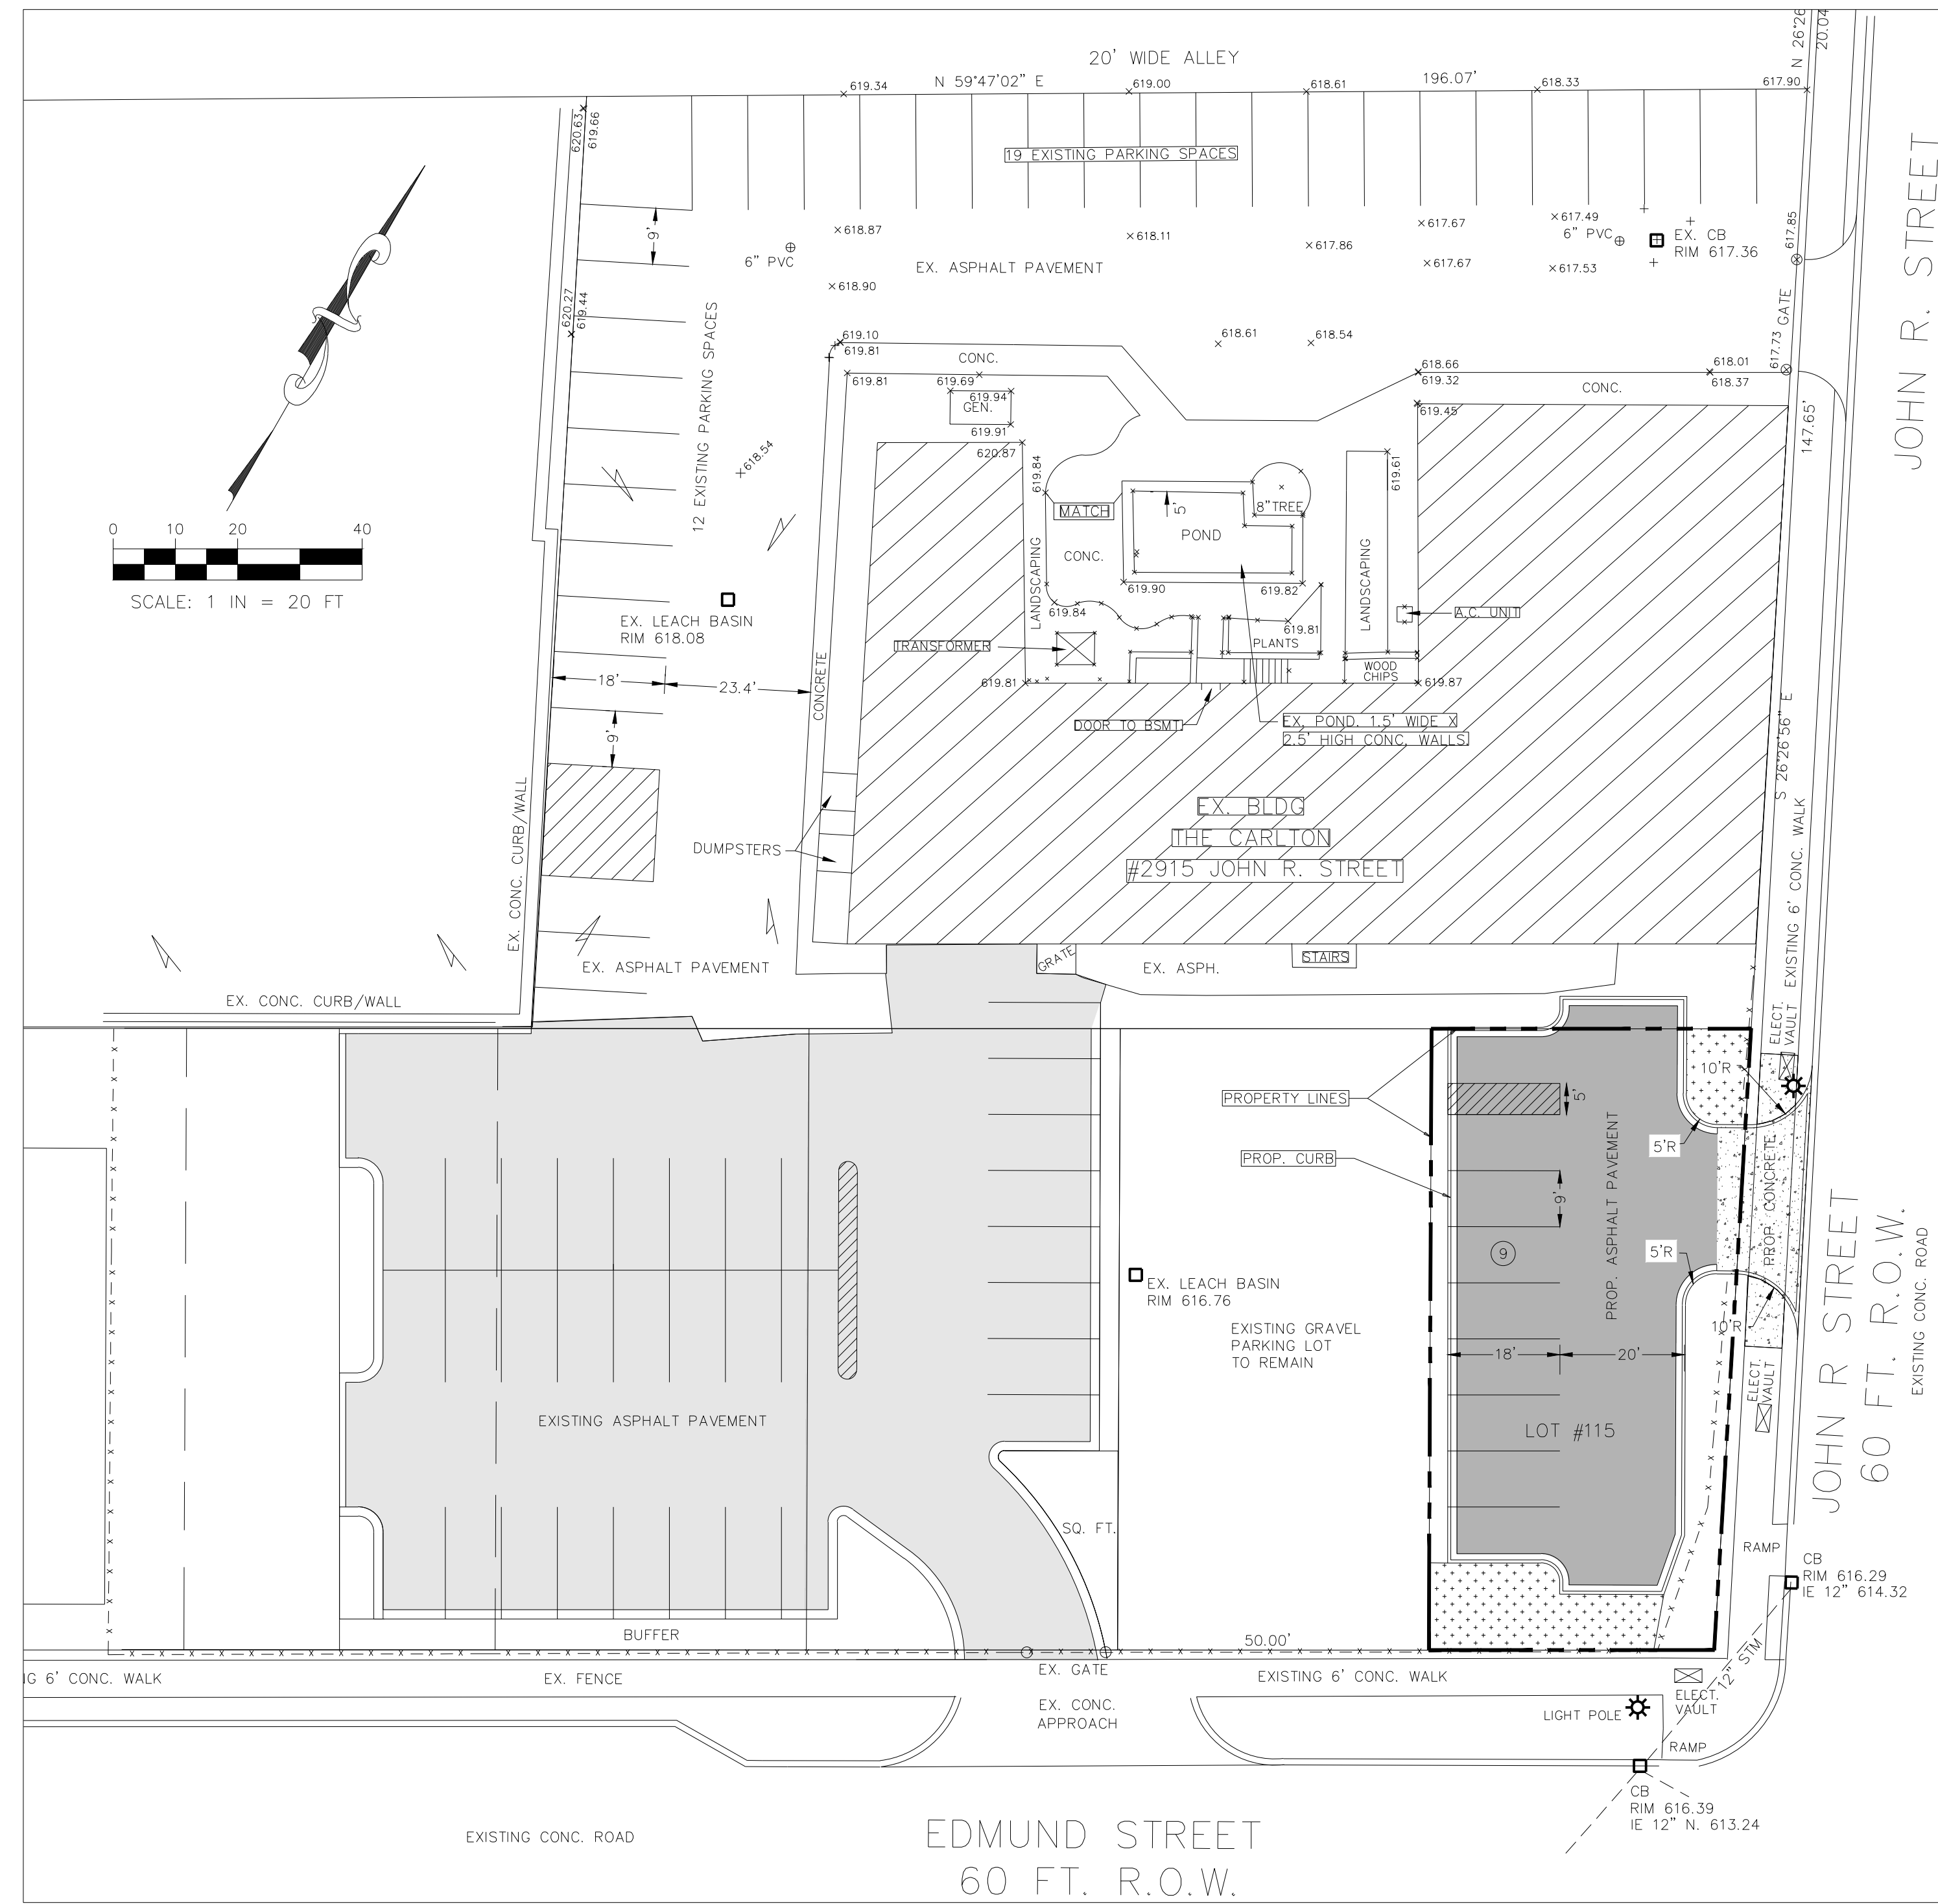 20' WIDE ALLEY
N 59°47'02" E
196.07'
N 26°26
20.04
619.34
619.00
618.61
618.33
617.90
620.63
619.66
19 EXISTING PARKING SPACES
JOHN R. STREET
9'
6" PVC
618.87
618.11
617.86
617.67
617.49
6" PVC
EX. CB
RIM 617.36
617.85
EX. ASPHALT PAVEMENT
617.67
617.53
618.90
620.27
619.44
12 EXISTING PARKING SPACES
GATE
617.73
619.10
619.81
618.61
618.54
CONC.
618.66
619.32
618.01
618.37
CONC.
619.81
619.69
619.94
GEN.
619.91
620.87
619.45
147.65'
618.54
619.84
619.61
0 10 20 40
SCALE: 1 IN = 20 FT
MATCH
5'
8" TREE
POND
CONC.
LANDSCAPING
LANDSCAPING
619.90
619.82
619.84
619.81
A.C. UNIT
EX. LEACH BASIN
RIM 618.08
TRANSFORMER
PLANTS
WOOD
CHIPS
18'
23.4'
CONCRETE
619.81
619.87
DOOR TO BSMT.
EX. POND. 1.5' WIDE X
2.5' HIGH CONC. WALLS.
9'
S 26°26'56" E
EX. BLDG
THE CARLTON
#2915 JOHN R. STREET
DUMPSTERS
EX. CONC. CURB/WALL
EXISTING 6' CONC. WALK
EX. ASPHALT PAVEMENT
GRATE
EX. ASPH.
STAIRS
EX. CONC. CURB/WALL
ELECT.
VAULT
10'R
PROPERTY LINES
5'
5'R
PROP. CURB
PROP. ASPHALT PAVEMENT
PROP. CONCRETE
9'
9
5'R
EX. LEACH BASIN
RIM 616.76
EXISTING GRAVEL
PARKING LOT
TO REMAIN
10'R
18'
20'
JOHN R STREET
60 FT. R.O.W.
EXISTING CONC. ROAD
ELECT.
VAULT
EXISTING ASPHALT PAVEMENT
LOT #115
SQ. FT.
RAMP
CB
RIM 616.29
IE 12" 614.32
BUFFER
50.00'
12" STM
NG 6' CONC. WALK
EX. FENCE
EX. GATE
EXISTING 6' CONC. WALK
ELECT.
VAULT
EX. CONC.
APPROACH
LIGHT POLE
RAMP
CB
RIM 616.39
IE 12" N. 613.24
EXISTING CONC. ROAD
EDMUND STREET
60 FT. R.O.W.